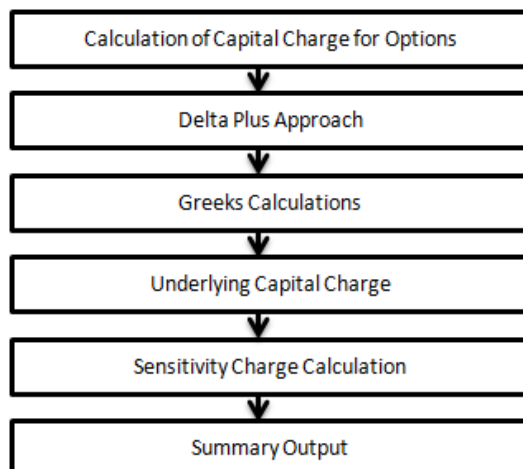 Calculation of Capital Charge for Options
Delta Plus Approach
Greeks Calculations
Underlying Capital Charge
Sensitivity Charge Calculation
Summary Output